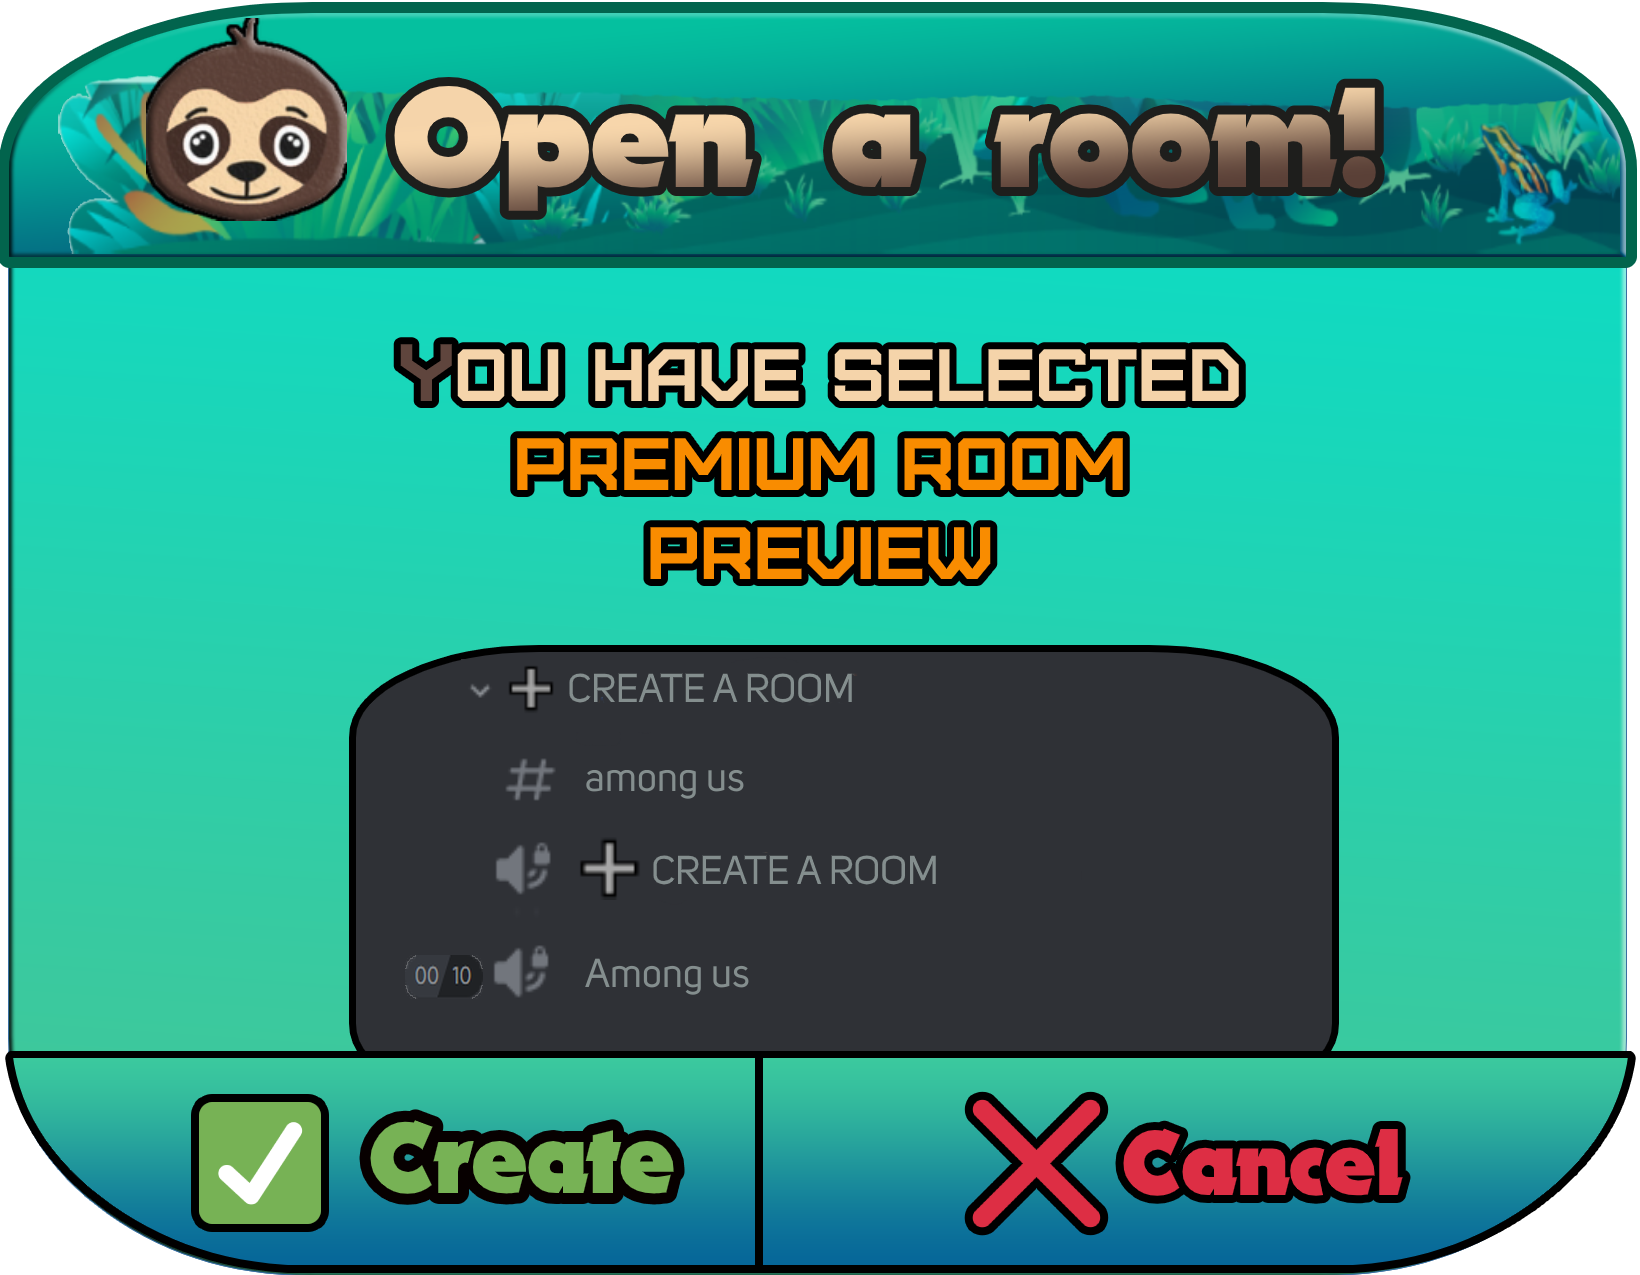 Open a room!
YOU HAVE SELECTED
PREMIUM ROOM
PREVIEW
CREATE A ROOM
# among us
CREATE A ROOM
00 10 Among us
Create
Cancel